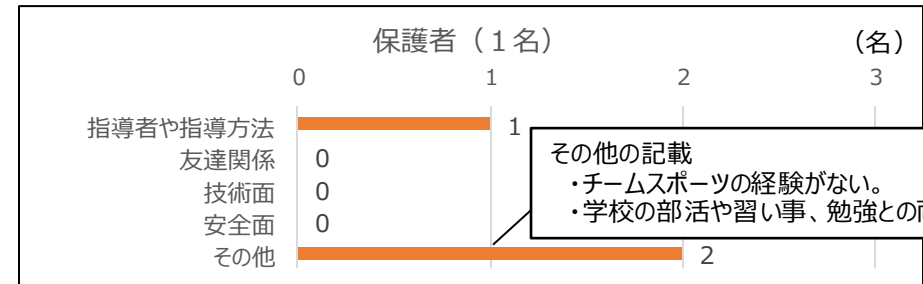 保護者（１名）
（名）
0 1 2 3
指導者や指導方法 1
友達関係 0
技術面 0
安全面 0
その他 2
その他の記載
・チームスポーツの経験がない。
・学校の部活や習い事、勉強との